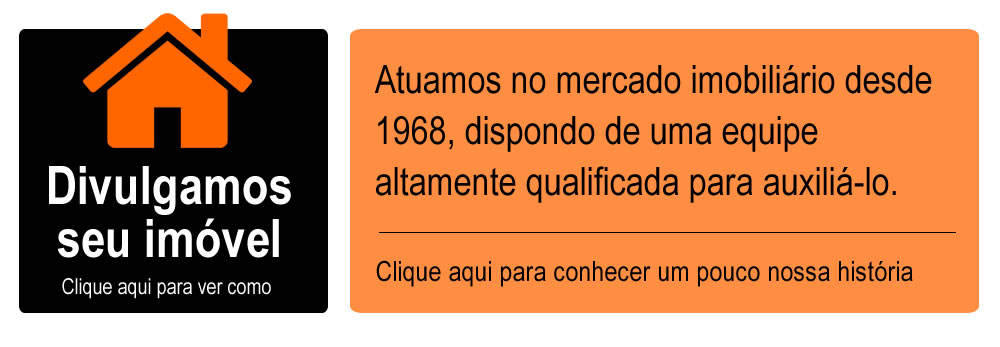 Divulgamos
seu imóvel
Clique aqui para ver como
Atuamos no mercado imobiliário desde
1968, dispondo de uma equipe
altamente qualificada para auxiliá-lo.
Clique aqui para conhecer um pouco nossa história